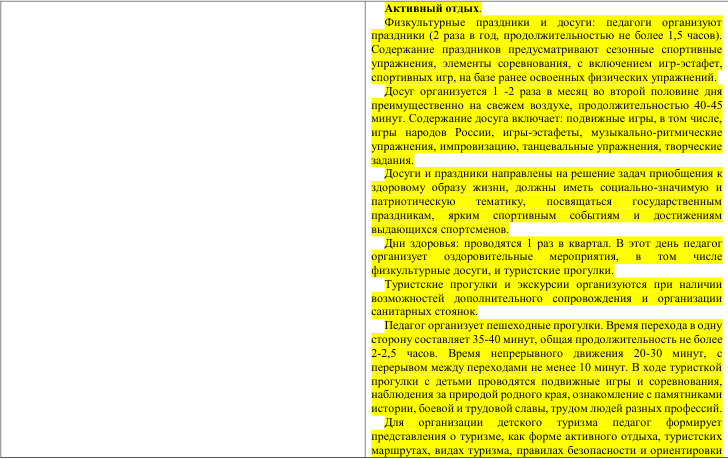 Активный отдых.
Физкультурные праздники и досуги: педагоги организуют
праздники (2 раза в год, продолжительностью не более 1,5 часов).
Содержание праздников предусматривают сезонные спортивные
упражнения, элементы соревнования, с включением игр-эстафет,
спортивных игр, на базе ранее освоенных физических упражнений.
Досуг организуется 1 -2 раза в месяц во второй половине дня
преимущественно на свежем воздухе, продолжительностью 40-45
минут. Содержание досуга включает: подвижные игры, в том числе,
игры народов России, игры-эстафеты, музыкально-ритмические
упражнения, импровизацию, танцевальные упражнения, творческие
задания.
Досуги и праздники направлены на решение задач приобщения к
здоровому образу жизни, должны иметь социально-значимую и
патриотическую тематику, посвящаться государственным
праздникам, ярким спортивным событиям и достижениям
выдающихся спортсменов.
Дни здоровья: проводятся 1 раз в квартал. В этот день педагог
организует оздоровительные мероприятия, в том числе
физкультурные досуги, и туристские прогулки.
Туристские прогулки и экскурсии организуются при наличии
возможностей дополнительного сопровождения и организации
санитарных стоянок.
Педагог организует пешеходные прогулки. Время перехода в одну
сторону составляет 35-40 минут, общая продолжительность не более
2-2,5 часов. Время непрерывного движения 20-30 минут, с
перерывом между переходами не менее 10 минут. В ходе туристкой
прогулки с детьми проводятся подвижные игры и соревнования,
наблюдения за природой родного края, ознакомление с памятниками
истории, боевой и трудовой славы, трудом людей разных профессий.
Для организации детского туризма педагог формирует
представления о туризме, как форме активного отдыха, туристских
маршрутах, видах туризма, правилах безопасности и ориентировки